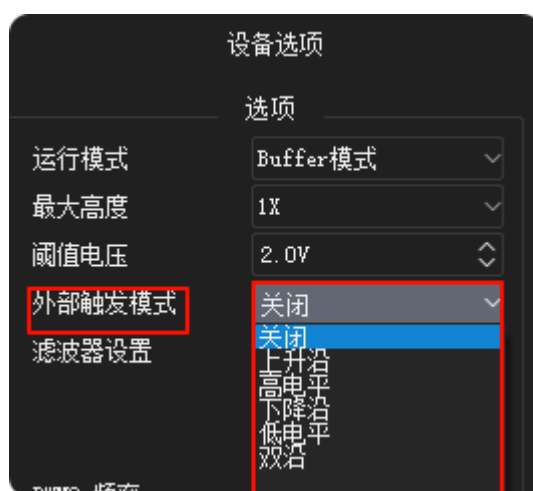 设备选项
选项
运行模式 Buffer模式
最大高度 1X
阈值电压 2.0V
外部触发模式 关闭
滤波器设置 关闭
上升沿
高电平
下降沿
低电平
双沿